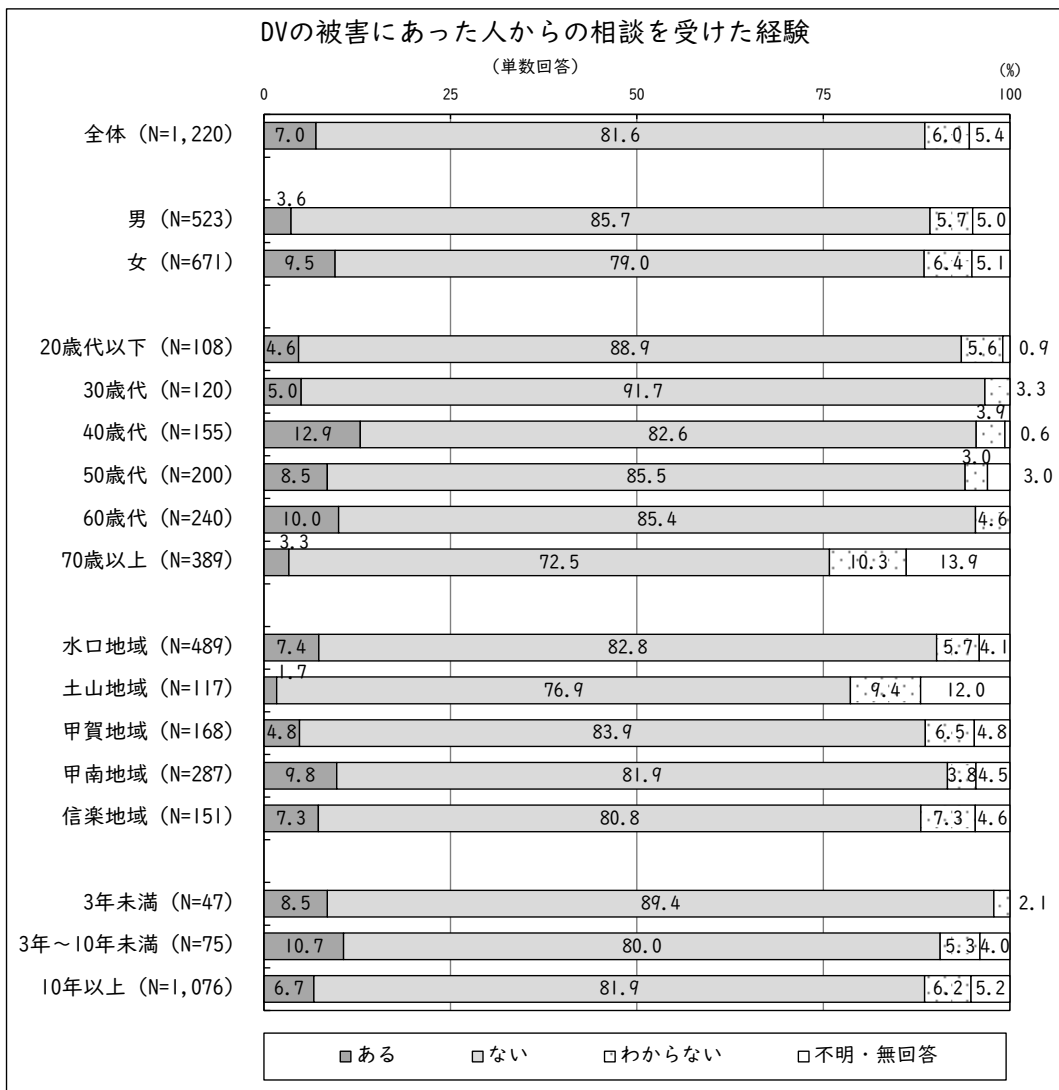 DVの被害にあった人からの相談を受けた経験
(単数回答)
(%)
0 25 50 75 100
全体 (N=1,220) 7.0 81.6 6.0 5.4
男 (N=523) 3.6 85.7 5.7 5.0
女 (N=671) 9.5 79.0 6.4 5.1
20歳代以下 (N=108) 4.6 88.9 5.6 0.9
30歳代 (N=120) 5.0 91.7 3.3
40歳代 (N=155) 12.9 82.6 3.9 0.6
50歳代 (N=200) 8.5 85.5 3.0 3.0
60歳代 (N=240) 10.0 85.4 4.6
70歳以上 (N=389) 3.3 72.5 10.3 13.9
水口地域 (N=489) 7.4 82.8 5.7 4.1
土山地域 (N=117) 1.7 76.9 9.4 12.0
甲賀地域 (N=168) 4.8 83.9 6.5 4.8
甲南地域 (N=287) 9.8 81.9 3.8 4.5
信楽地域 (N=151) 7.3 80.8 7.3 4.6
3年未満 (N=47) 8.5 89.4 2.1
3年～10年未満 (N=75) 10.7 80.0 5.3 4.0
10年以上 (N=1,076) 6.7 81.9 6.2 5.2
ある ない わからない 不明・無回答